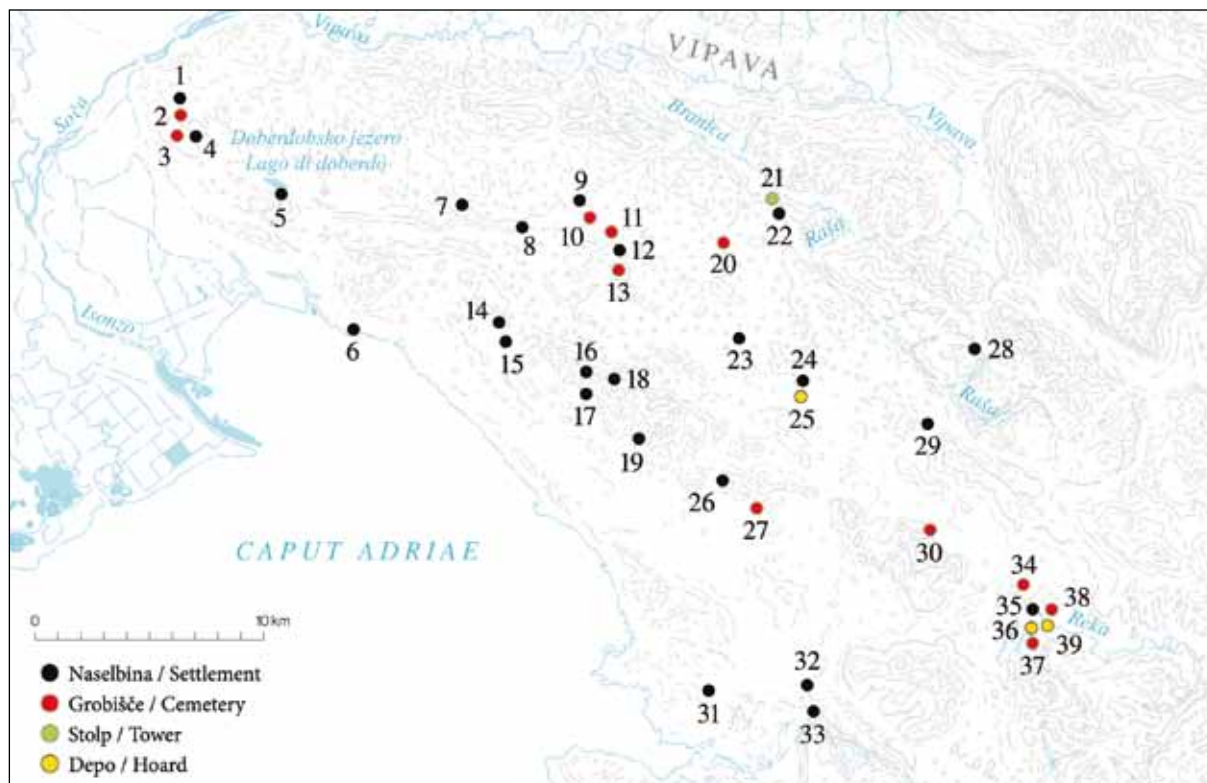 Vipava
VIPAVA
Soča
Branica
Vipava
1
2
3
4
Doberdobsko jezero
Lago di doberdo
5
7
8
9
10
11
12
13
20
21
22
Raša
Isonzo
6
14
15
16
17
18
19
23
24
25
28
Raša
29
26
27
30
CAPUT ADRIAE
34
35
38
36
39
Reka
37
0
10 km
31
32
33
Naselbina / Settlement
Grobišče / Cemetery
Stolp / Tower
Depo / Hoard